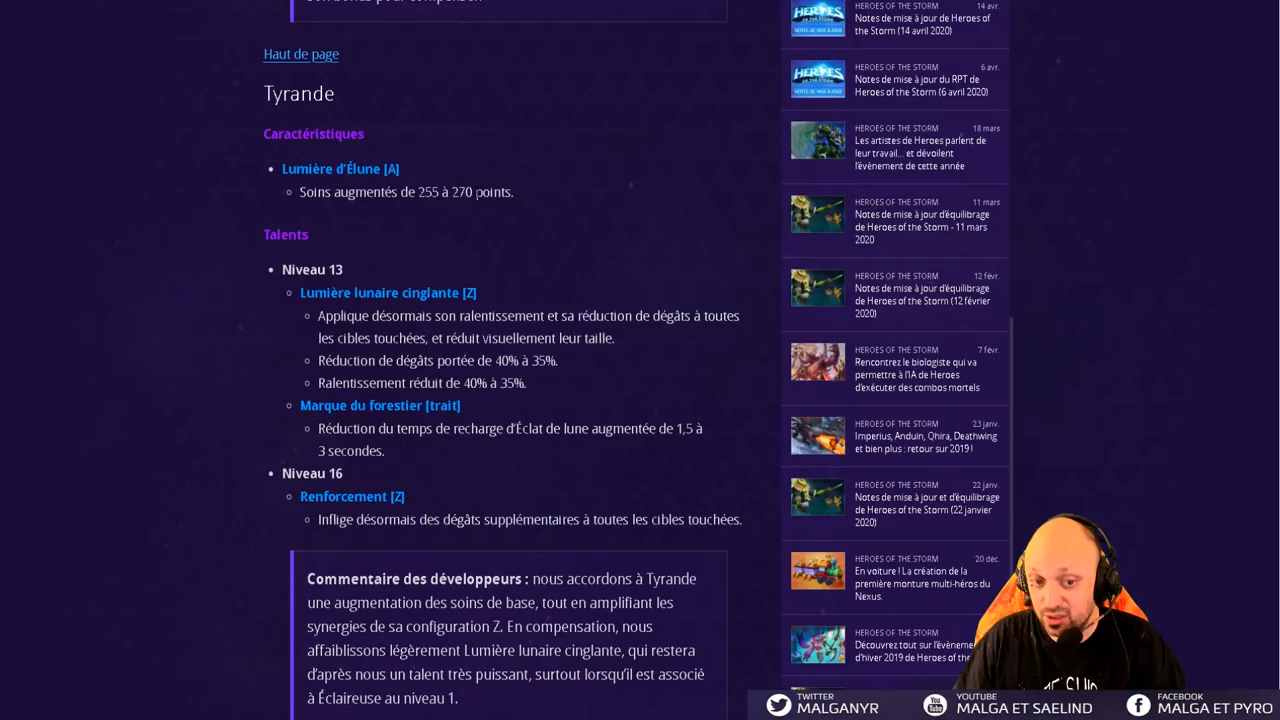 Haut de page
Tyrande
Caractéristiques
Lumière d'Élune [A]
Soins augmentés de 255 à 270 points.
Talents
Niveau 13
Lumière lunaire cinglante [Z]
Applique désormais son ralentissement et sa réduction de dégâts à toutes
les cibles touchées, et réduit visuellement leur taille.
Réduction de dégâts portée de 40% à 35%.
Ralentissement réduit de 40% à 35%.
Marque du forestier [trait]
Réduction du temps de recharge d'Éclat de lune augmentée de 1,5 à
3 secondes.
Niveau 16
Renforcement [Z]
Inflige désormais des dégâts supplémentaires à toutes les cibles touchées.
Commentaire des développeurs : nous accordons à Tyrande
une augmentation des soins de base, tout en amplifiant les
synergies de sa configuration Z. En compensation, nous
affaiblissons légèrement Lumière lunaire cinglante, qui restera
d'après nous un talent très puissant, surtout lorsqu'il est associé
à Éclaireuse au niveau 1.
HEROES OF THE STORM 14 avr.
Notes de mise à jour de Heroes of
the Storm (14 avril 2020)
HEROES OF THE STORM 6 avr.
Notes de mise à jour du RPT de
Heroes of the Storm (6 avril 2020)
HEROES OF THE STORM 18 mars
Les artistes de Heroes parlent de
leur travail... et dévoilent
l'évènement de cette année
HEROES OF THE STORM 11 mars
Notes de mise à jour d'équilibrage
de Heroes of the Storm - 11 mars
2020
HEROES OF THE STORM 12 févr.
Notes de mise à jour d'équilibrage
de Heroes of the Storm (12 février
2020)
HEROES OF THE STORM 7 févr.
Rencontrez le biologiste qui va
permettre à l'IA de Heroes
d'exécuter des combos mortels
HEROES OF THE STORM 23 janv.
Imperius, Anduin, Qhira, Deathwing
et bien plus : retour sur 2019 !
HEROES OF THE STORM 22 janv.
Notes de mise à jour et d'équilibrage
de Heroes of the Storm (22 janvier
2020)
HEROES OF THE STORM 20 déc.
En voiture ! La création de la
première monture multi-héros du
Nexus.
HEROES OF THE STORM
Découvrez tout sur l'évènem
d'hiver 2019 de Heroes of the
TWITTER
MALGANYR
YOUTUBE
MALGA ET SAELIND
FACEBOOK
MALGA ET PYRO